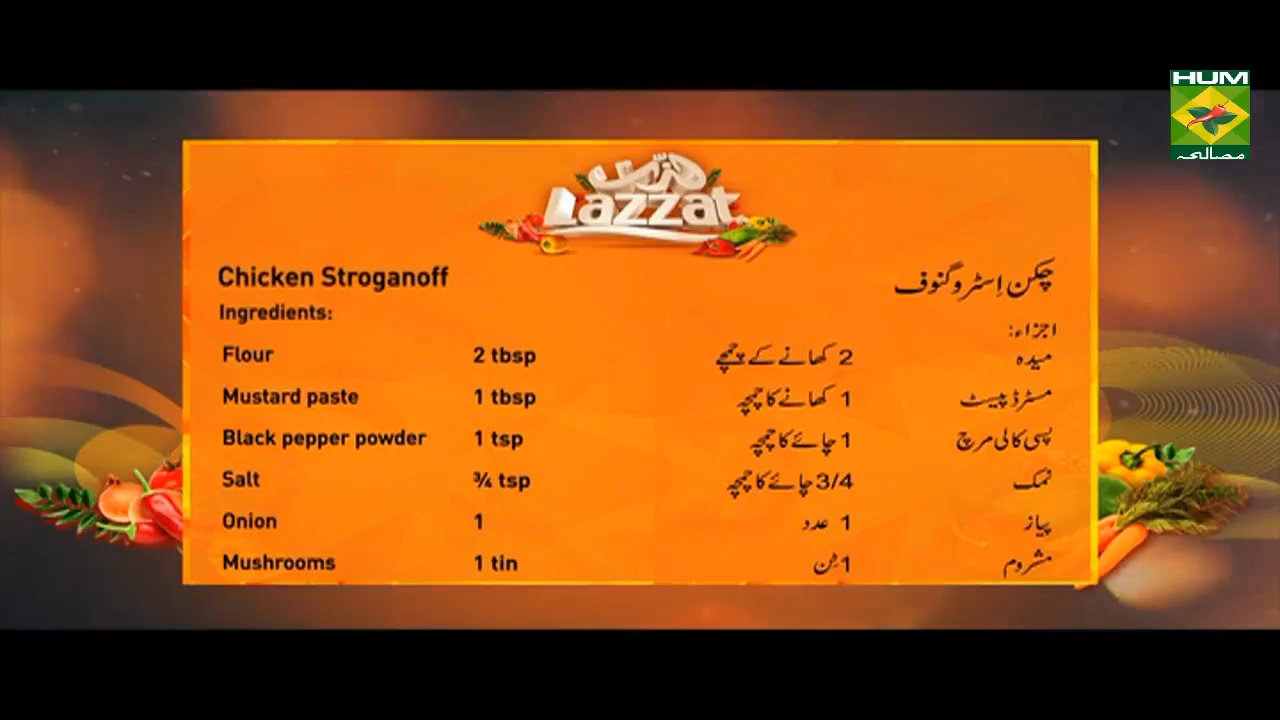 HUM
مصالحہ
لذت
Lazzat
Chicken Stroganoff چکن اِسٹروگنوف
Ingredients: اجزاء:
Flour 2 tbsp 2 کھانے کے چمچے میدہ
Mustard paste 1 tbsp 1 کھانے کا چمچہ مسٹرڈ پیسٹ
Black pepper powder 1 tsp 1 چائے کا چمچہ پسی کالی مرچ
Salt ¾ tsp 3/4 چائے کا چمچہ نمک
Onion 1 1 عدد پیاز
Mushrooms 1 tin 1 ٹِن مشروم